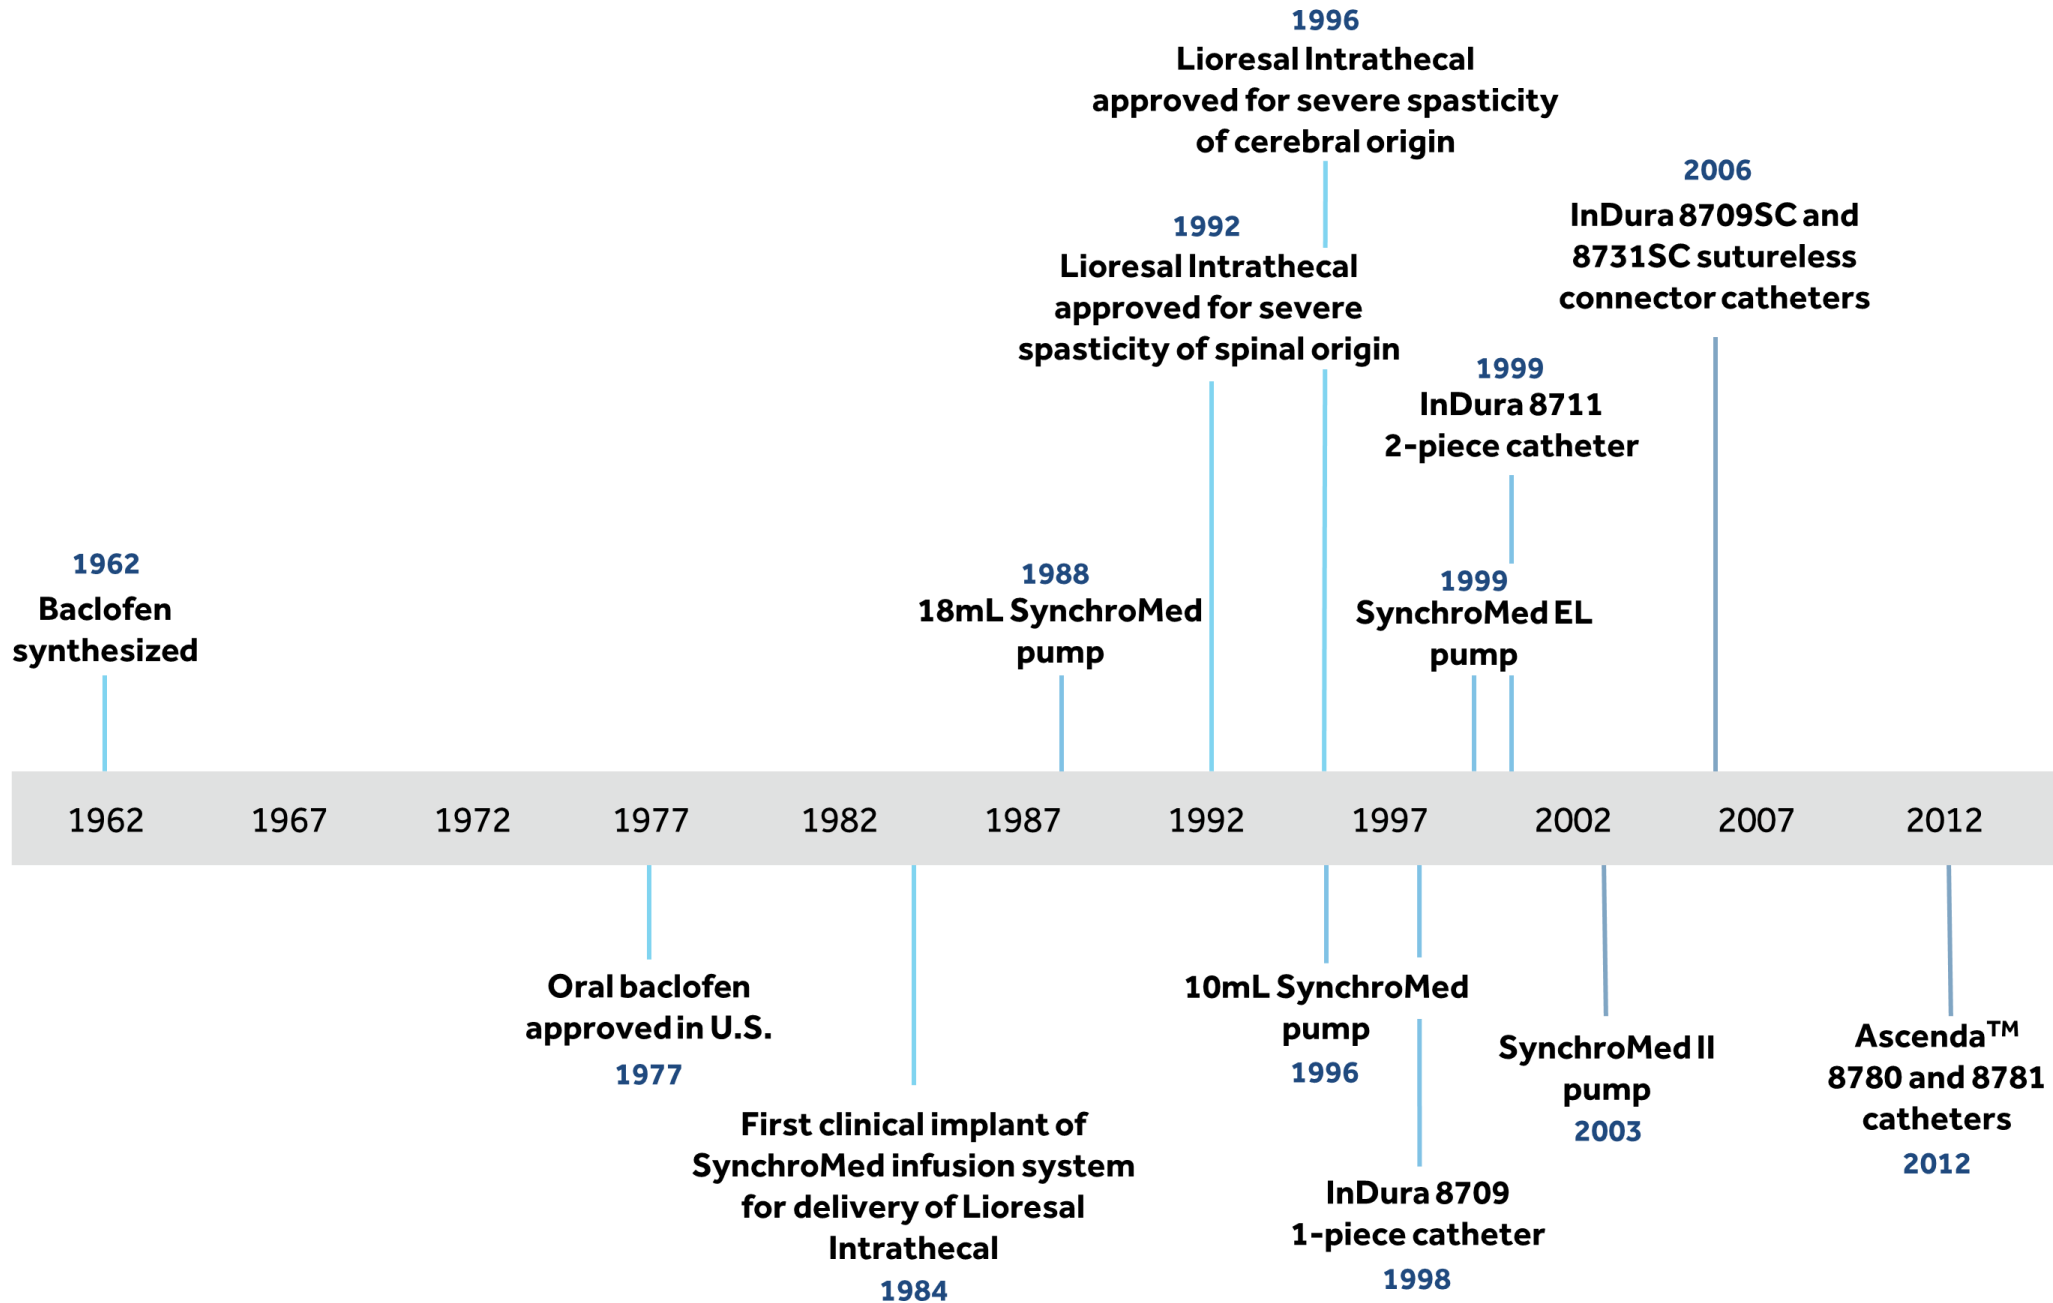 1996
Lioresal Intrathecal
approved for severe spasticity
of cerebral origin
2006
InDura 8709SC and
8731SC sutureless
connector catheters
1992
Lioresal Intrathecal
approved for severe
spasticity of spinal origin
1999
InDura 8711
2-piece catheter
1962
Baclofen
synthesized
1988
18mL SynchroMed
pump
1999
SynchroMed EL
pump
1962 1967 1972 1977 1982 1987 1992 1997 2002 2007 2012
Oral baclofen
approved in U.S.
1977
First clinical implant of
SynchroMed infusion system
for delivery of Lioresal
Intrathecal
1984
10mL SynchroMed
pump
1996
InDura 8709
1-piece catheter
1998
SynchroMed II
pump
2003
Ascenda™
8780 and 8781
catheters
2012